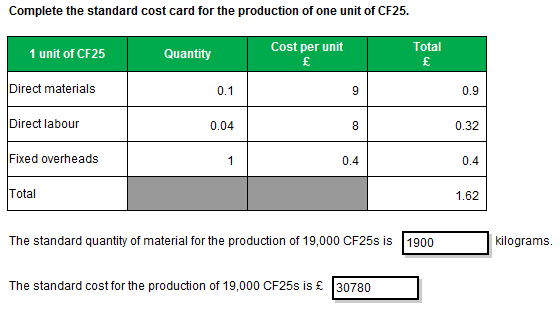 Complete the standard cost card for the production of one unit of CF25.
1 unit of CF25 Quantity Cost per unit £ Total £
Direct materials 0.1 9 0.9
Direct labour 0.04 8 0.32
Fixed overheads 1 0.4 0.4
Total 1.62
The standard quantity of material for the production of 19,000 CF25s is 1900 kilograms.
The standard cost for the production of 19,000 CF25s is £ 30780